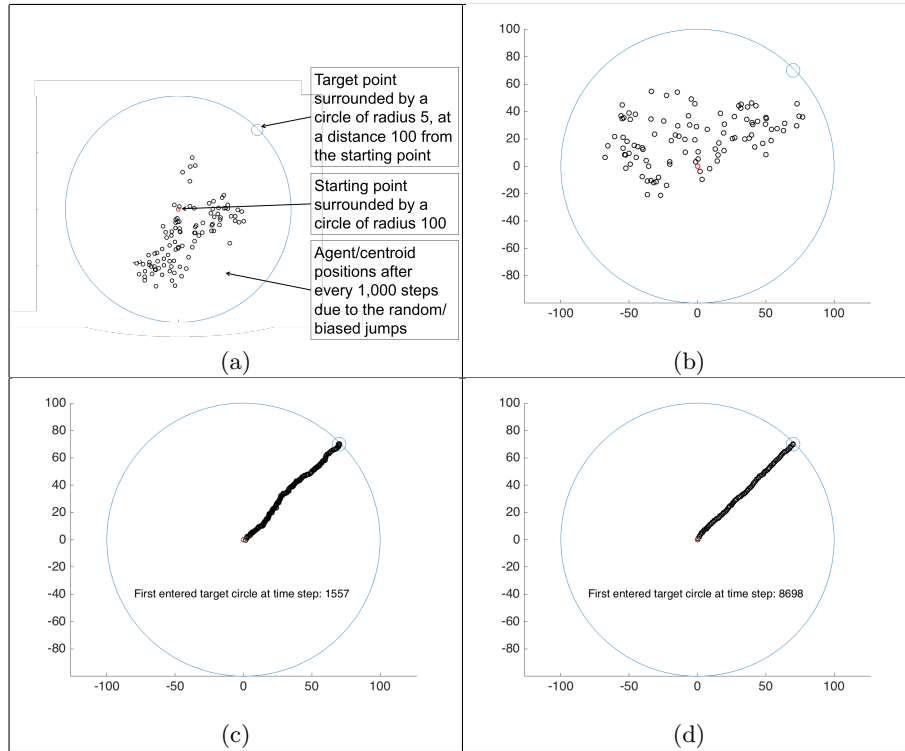 Target point
surrounded by a
circle of radius 5, at
a distance 100 from
the starting point
Starting point
surrounded by a
circle of radius 100
Agent/centroid
positions after
every 1,000 steps
due to the random/
biased jumps
(a)
100
80
60
40
20
0
-20
-40
-60
-80
-100 -50 0 50 100
(b)
100
80
60
40
20
0
-20
-40
-60
-80
First entered target circle at time step: 1557
-100 -50 0 50 100
(c)
100
80
60
40
20
0
-20
-40
-60
-80
First entered target circle at time step: 8698
-100 -50 0 50 100
(d)